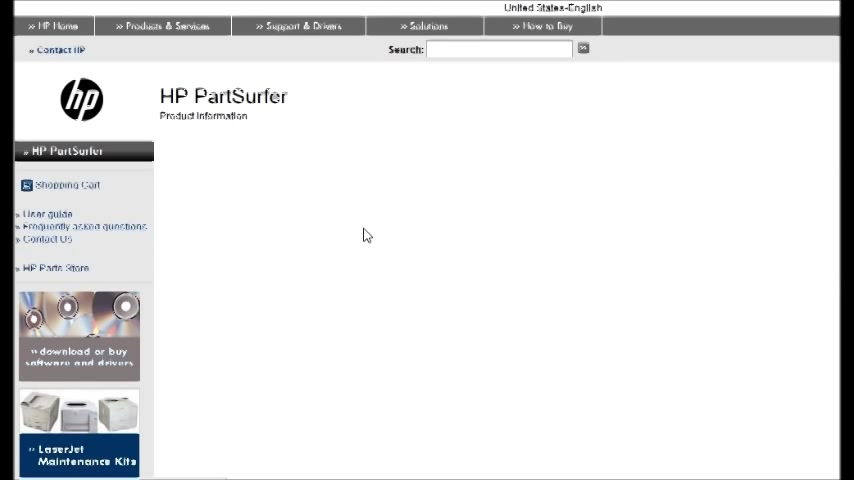 United States-English
» HP Home » Products & Services » Support & Drivers » Solutions » How to Buy
» Contact HP Search: »
hp
HP PartSurfer
Product Information
» HP PartSurfer
Shopping Cart
» User guide
» Frequently asked questions
» Contact Us
» HP Parts Store
» download or buy
software and drivers
» LaserJet
Maintenance Kits